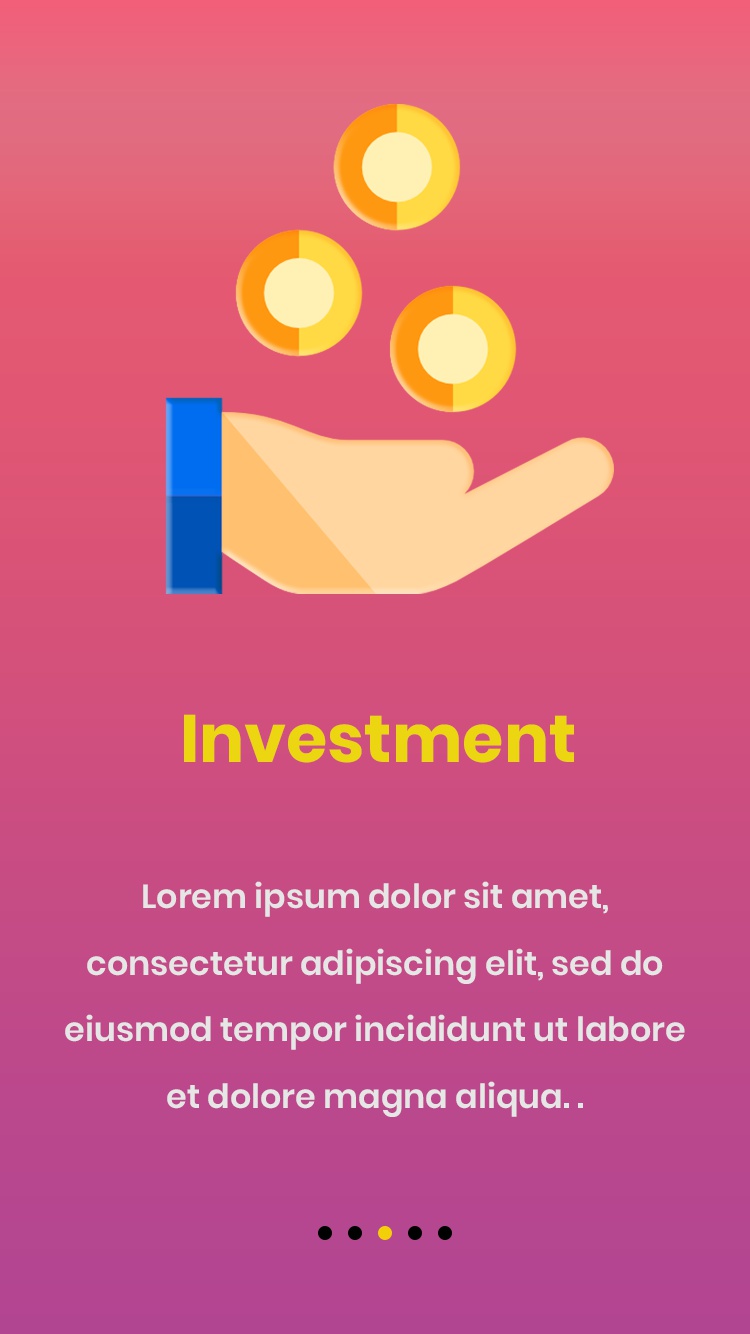 Investment
Lorem ipsum dolor sit amet,
consectetur adipiscing elit, sed do
eiusmod tempor incididunt ut labore
et dolore magna aliqua. .